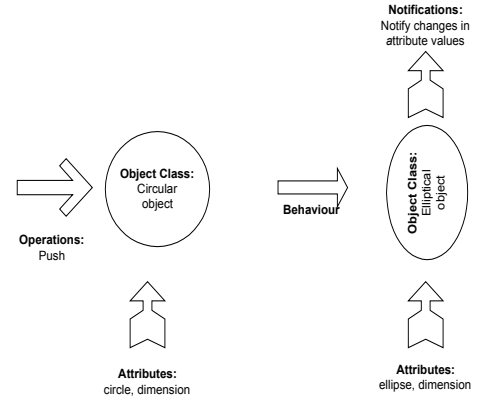 Notifications:
Notify changes in
attribute values
Object Class:
Circular
object
Operations:
Push
Behaviour
Object Class:
Elliptical
object
Attributes:
circle, dimension
Attributes:
ellipse, dimension